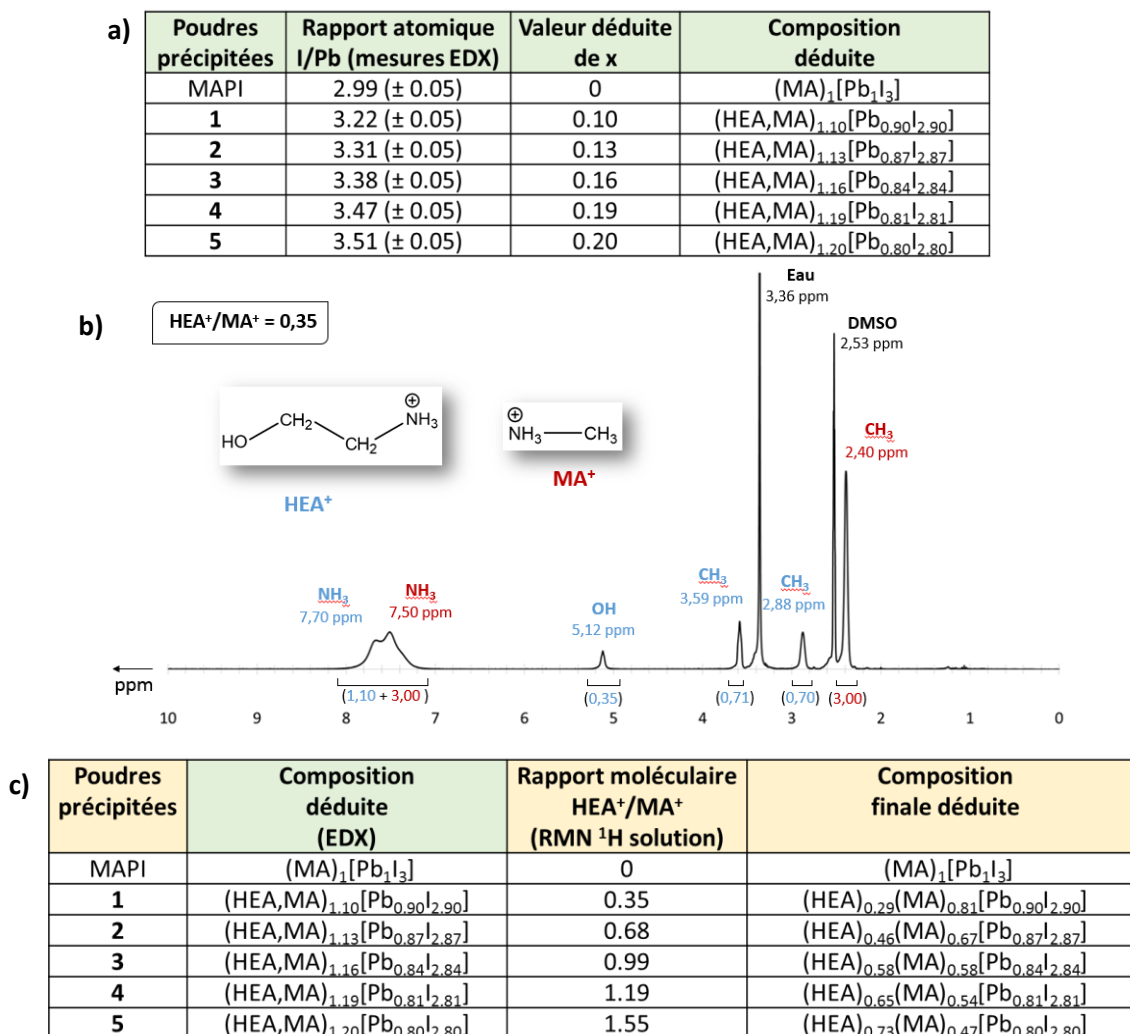 a)
Poudres précipitées | Rapport atomique I/Pb (mesures EDX) | Valeur déduite de x | Composition déduite
MAPI | 2.99 (± 0.05) | 0 | (MA)₁[Pb₁I₃]
1 | 3.22 (± 0.05) | 0.10 | (HEA,MA)₁.₁₀[Pb₀.₉₀I₂.₉₀]
2 | 3.31 (± 0.05) | 0.13 | (HEA,MA)₁.₁₃[Pb₀.₈₇I₂.₈₇]
3 | 3.38 (± 0.05) | 0.16 | (HEA,MA)₁.₁₆[Pb₀.₈₄I₂.₈₄]
4 | 3.47 (± 0.05) | 0.19 | (HEA,MA)₁.₁₉[Pb₀.₈₁I₂.₈₁]
5 | 3.51 (± 0.05) | 0.20 | (HEA,MA)₁.₂₀[Pb₀.₈₀I₂.₈₀]
b)
HEA⁺/MA⁺ = 0,35
Eau
3,36 ppm
DMSO
2,53 ppm
CH₃
2,40 ppm
HO CH₂ CH₂ NH₃ ⊕
HEA⁺
⊕ NH₃ CH₃
MA⁺
NH₃
7,70 ppm
NH₃
7,50 ppm
OH
5,12 ppm
CH₃
3,59 ppm
CH₃
2,88 ppm
ppm
(1,10 + 3,00)
(0,35)
(0,71)
(0,70)
(3,00)
10 9 8 7 6 5 4 3 2 1 0
c)
Poudres précipitées | Composition déduite (EDX) | Rapport moléculaire HEA⁺/MA⁺ (RMN ¹H solution) | Composition finale déduite
MAPI | (MA)₁[Pb₁I₃] | 0 | (MA)₁[Pb₁I₃]
1 | (HEA,MA)₁.₁₀[Pb₀.₉₀I₂.₉₀] | 0.35 | (HEA)₀.₂₉(MA)₀.₈₁[Pb₀.₉₀I₂.₉₀]
2 | (HEA,MA)₁.₁₃[Pb₀.₈₇I₂.₈₇] | 0.68 | (HEA)₀.₄₆(MA)₀.₆₇[Pb₀.₈₇I₂.₈₇]
3 | (HEA,MA)₁.₁₆[Pb₀.₈₄I₂.₈₄] | 0.99 | (HEA)₀.₅₈(MA)₀.₅₈[Pb₀.₈₄I₂.₈₄]
4 | (HEA,MA)₁.₁₉[Pb₀.₈₁I₂.₈₁] | 1.19 | (HEA)₀.₆₅(MA)₀.₅₄[Pb₀.₈₁I₂.₈₁]
5 | (HEA,MA)₁.₂₀[Pb₀.₈₀I₂.₈₀] | 1.55 | (HEA)₀.₇₃(MA)₀.₄₇[Pb₀.₈₀I₂.₈₀]